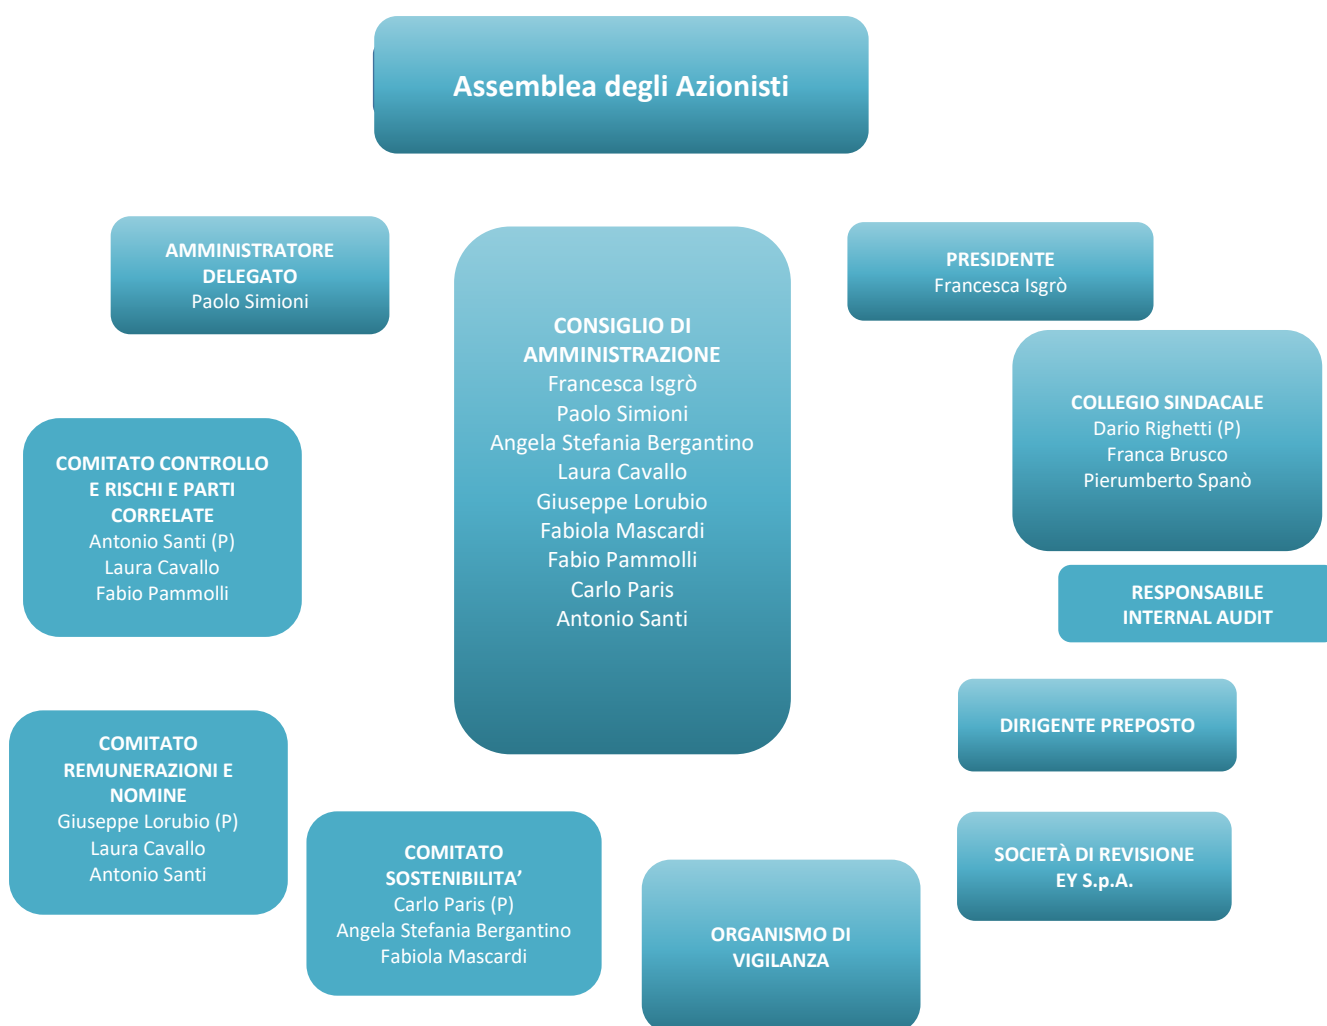 Assemblea degli Azionisti
AMMINISTRATORE
DELEGATO
Paolo Simioni
PRESIDENTE
Francesca Isgrò
CONSIGLIO DI
AMMINISTRAZIONE
Francesca Isgrò
Paolo Simioni
Angela Stefania Bergantino
Laura Cavallo
Giuseppe Lorubio
Fabiola Mascardi
Fabio Pammolli
Carlo Paris
Antonio Santi
COLLEGIO SINDACALE
Dario Righetti (P)
Franca Brusco
Pierumberto Spanò
COMITATO CONTROLLO
E RISCHI E PARTI
CORRELATE
Antonio Santi (P)
Laura Cavallo
Fabio Pammolli
RESPONSABILE
INTERNAL AUDIT
DIRIGENTE PREPOSTO
COMITATO
REMUNERAZIONI E
NOMINE
Giuseppe Lorubio (P)
Laura Cavallo
Antonio Santi
COMITATO
SOSTENIBILITA’
Carlo Paris (P)
Angela Stefania Bergantino
Fabiola Mascardi
SOCIETÀ DI REVISIONE
EY S.p.A.
ORGANISMO DI
VIGILANZA